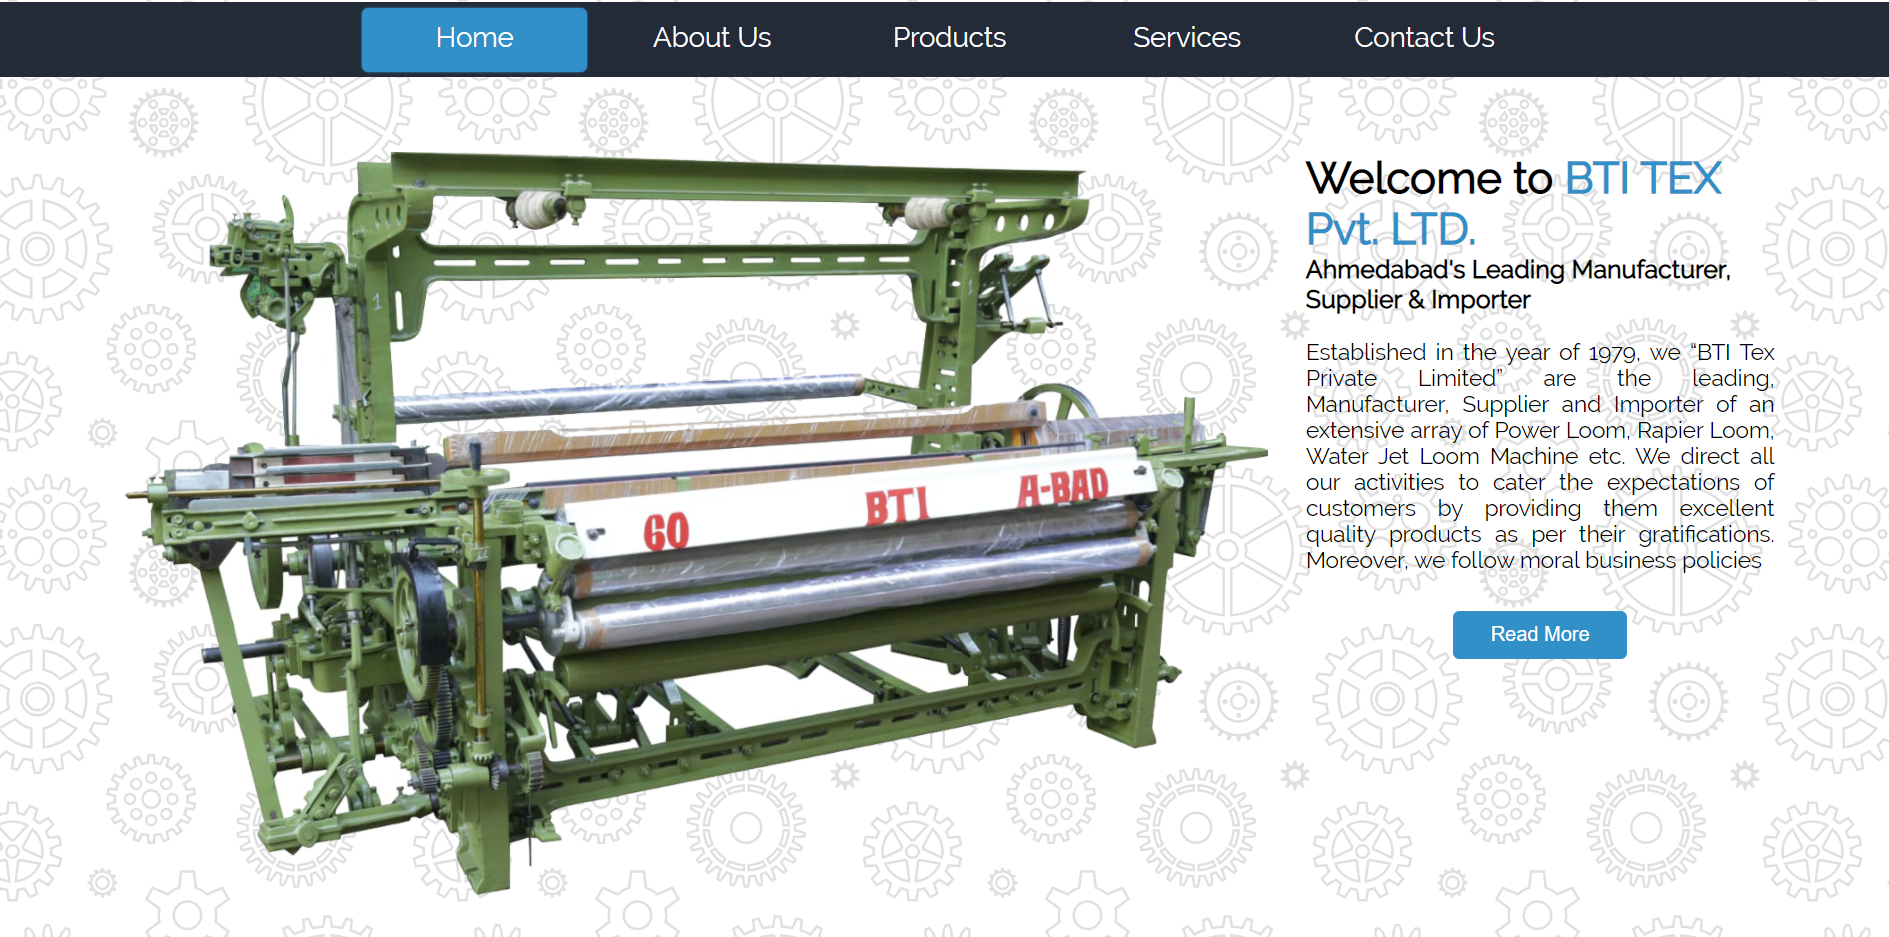 Home About Us Products Services Contact Us
Welcome to BTI TEX
Pvt. LTD.
Ahmedabad's Leading Manufacturer,
Supplier & Importer
Established in the year of 1979, we “BTI Tex
Private Limited” are the leading,
Manufacturer, Supplier and Importer of an
extensive array of Power Loom, Rapier Loom,
Water Jet Loom Machine etc. We direct all
our activities to cater the expectations of
customers by providing them excellent
quality products as per their gratifications.
Moreover, we follow moral business policies
Read More
60 BTI A-BAD
1
1